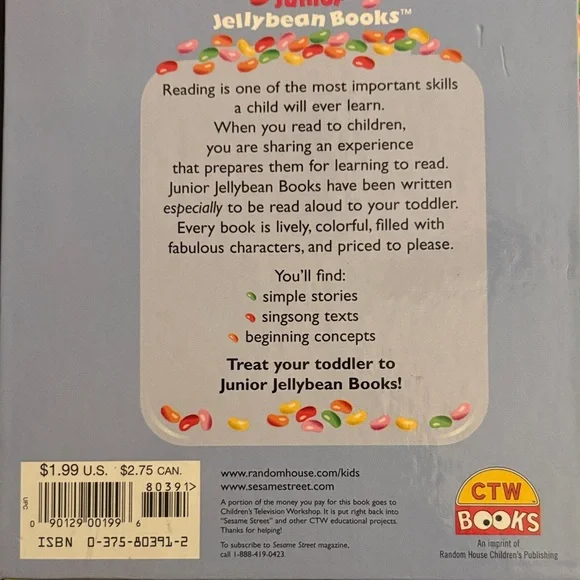 Junior
Jellybean Books™
Reading is one of the most important skills
a child will ever learn.
When you read to children,
you are sharing an experience
that prepares them for learning to read.
Junior Jellybean Books have been written
especially to be read aloud to your toddler.
Every book is lively, colorful, filled with
fabulous characters, and priced to please.
You'll find:
simple stories
singsong texts
beginning concepts
Treat your toddler to
Junior Jellybean Books!
$1.99 U.S. $2.75 CAN.
80391>
UPC
0 90129 00199 6
ISBN 0-375-80391-2
www.randomhouse.com/kids
www.sesamestreet.com
A portion of the money you pay for this book goes to
Children's Television Workshop. It is put right back into
"Sesame Street" and other CTW educational projects.
Thanks for helping!
To subscribe to Sesame Street magazine,
call 1-888-419-0423.
CTW
BOOKS
An imprint of
Random House Children's Publishing